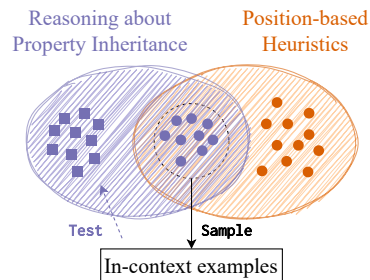 Reasoning about
Property Inheritance
Position-based
Heuristics
Test
Sample
In-context examples